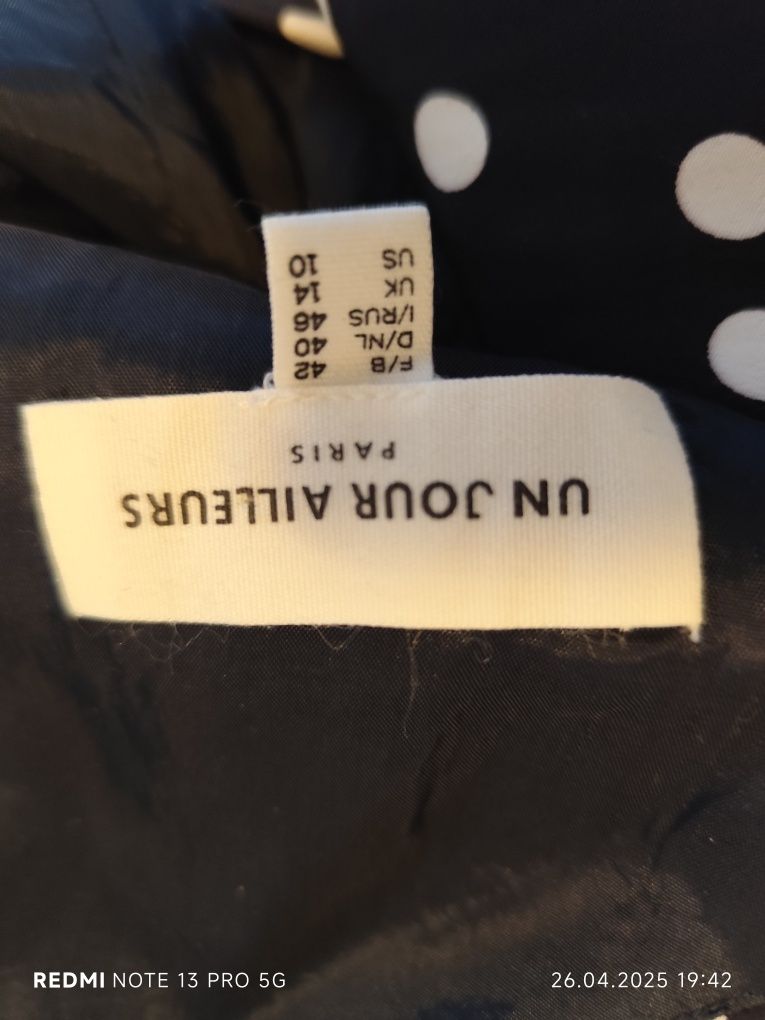 UN JOUR AILLEURS
PARIS
F/B 42
D/NL 40
I/RUS 46
UK 14
US 10
REDMI NOTE 13 PRO 5G
26.04.2025 19:42